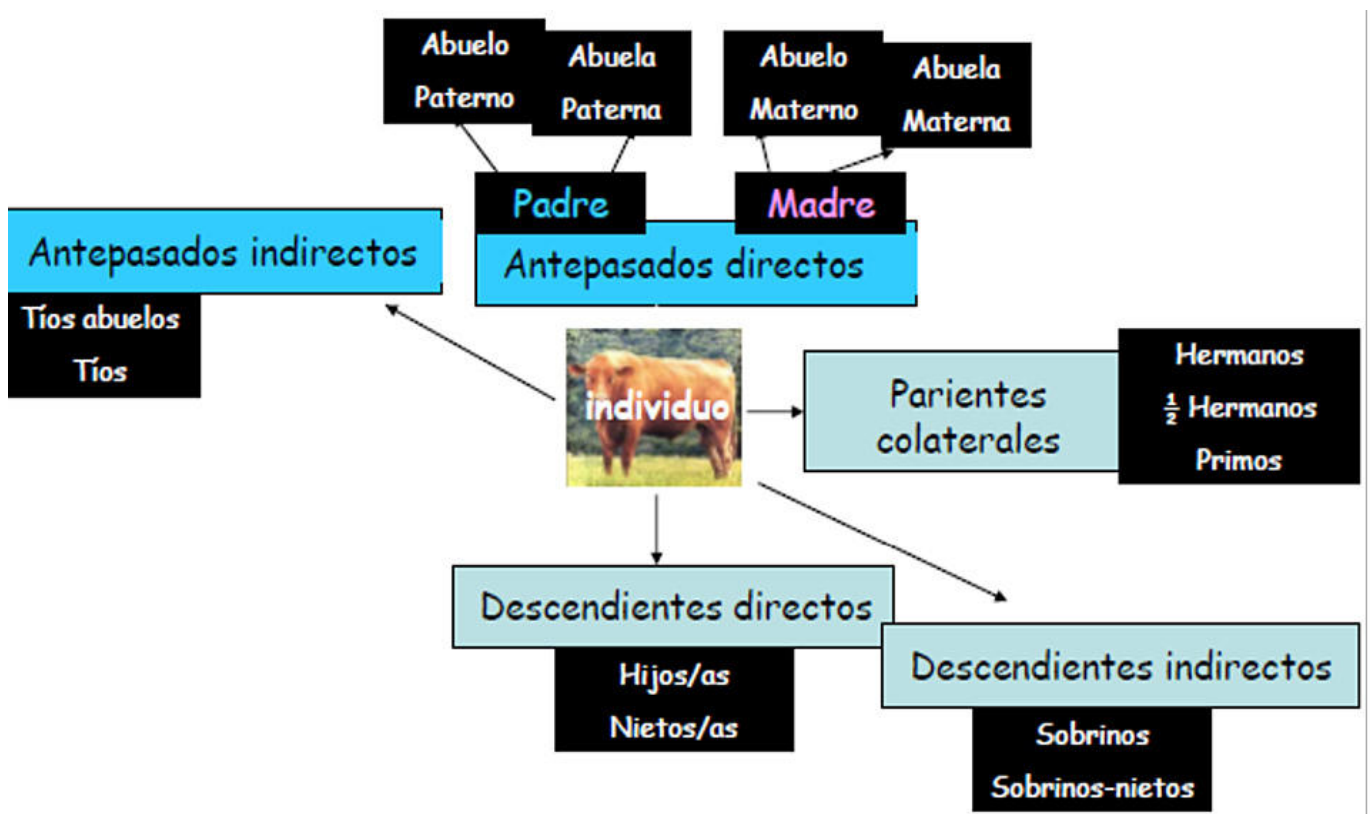 Abuelo
Paterno
Abuela
Paterna
Abuelo
Materno
Abuela
Materna
Padre
Madre
Antepasados indirectos
Antepasados directos
Tíos abuelos
Tíos
individuo
Parientes
colaterales
Hermanos
½ Hermanos
Primos
Descendientes directos
Hijos/as
Nietos/as
Descendientes indirectos
Sobrinos
Sobrinos-nietos